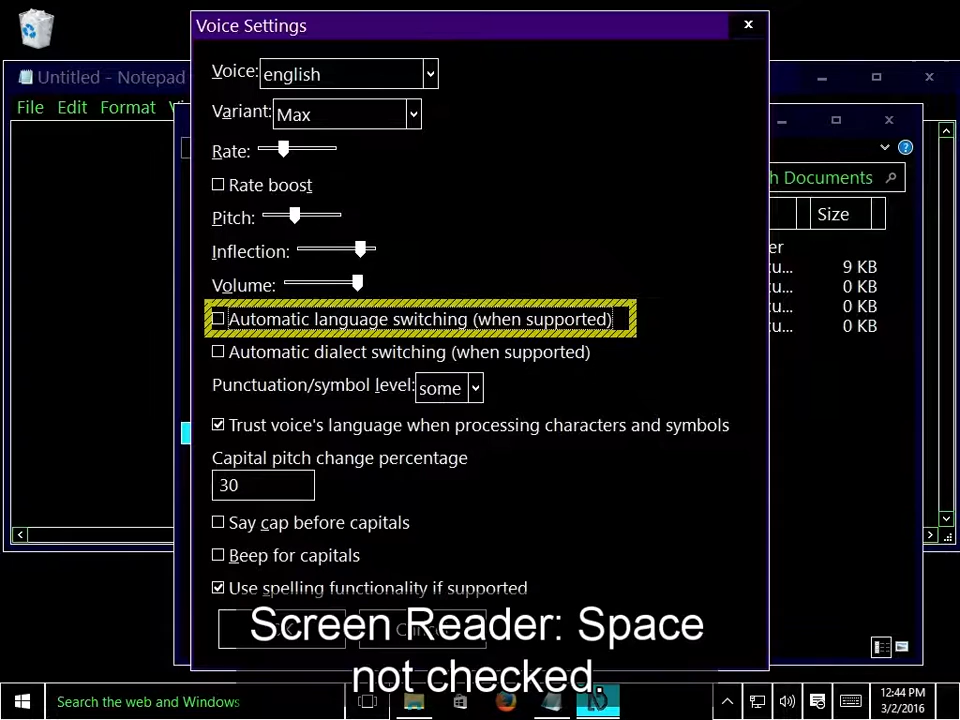 Voice Settings
Untitled - Notepad
File Edit Format
Voice: english
Variant: Max
Rate:
Rate boost
Pitch:
Inflection:
Volume:
Automatic language switching (when supported)
Automatic dialect switching (when supported)
Punctuation/symbol level: some
Trust voice's language when processing characters and symbols
Capital pitch change percentage
30
Say cap before capitals
Beep for capitals
Use spelling functionality if supported
Documents
Size
9 KB
0 KB
0 KB
0 KB
Screen Reader: Space
not checked.
Search the web and Windows
12:44 PM
3/2/2016